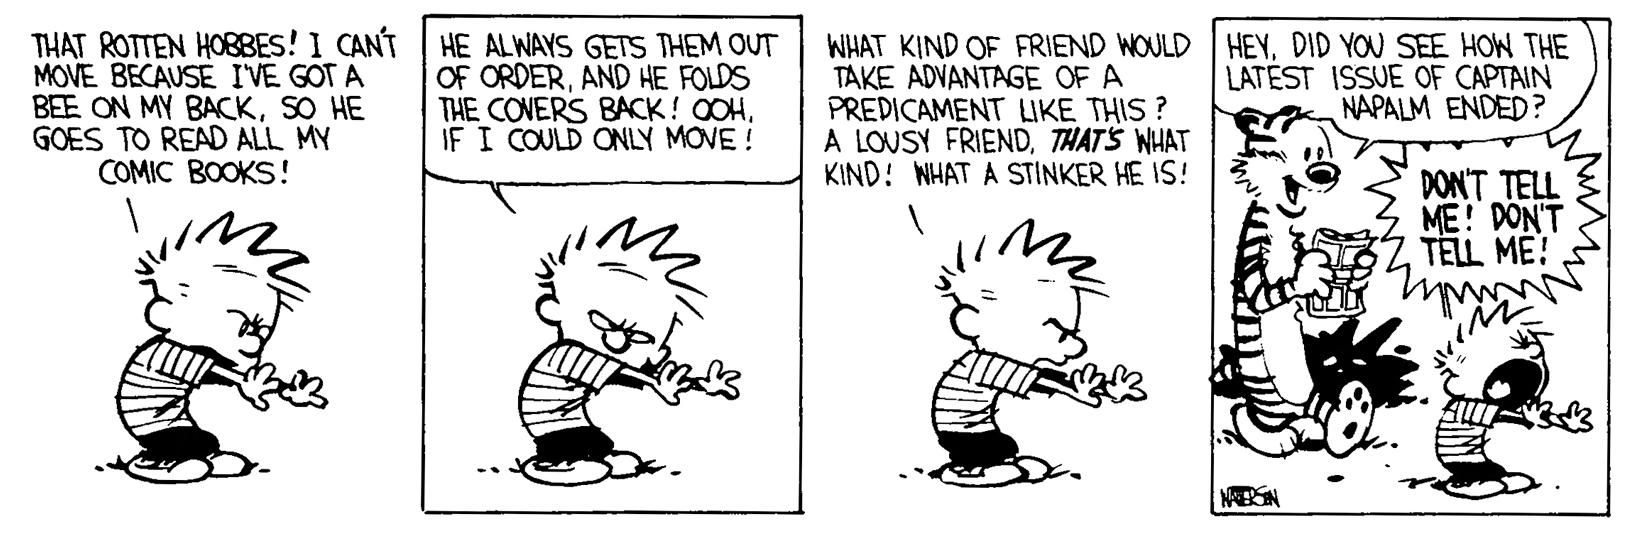 THAT ROTTEN HOBBES! I CAN'T
MOVE BECAUSE I'VE GOT A
BEE ON MY BACK, SO HE
GOES TO READ ALL MY
COMIC BOOKS!
HE ALWAYS GETS THEM OUT
OF ORDER, AND HE FOLDS
THE COVERS BACK! OOH,
IF I COULD ONLY MOVE!
WHAT KIND OF FRIEND WOULD
TAKE ADVANTAGE OF A
PREDICAMENT LIKE THIS?
A LOUSY FRIEND, THAT'S WHAT
KIND! WHAT A STINKER HE IS!
HEY, DID YOU SEE HOW THE
LATEST ISSUE OF CAPTAIN
NAPALM ENDED?
DON'T TELL
ME! DON'T
TELL ME!
WATTERSON